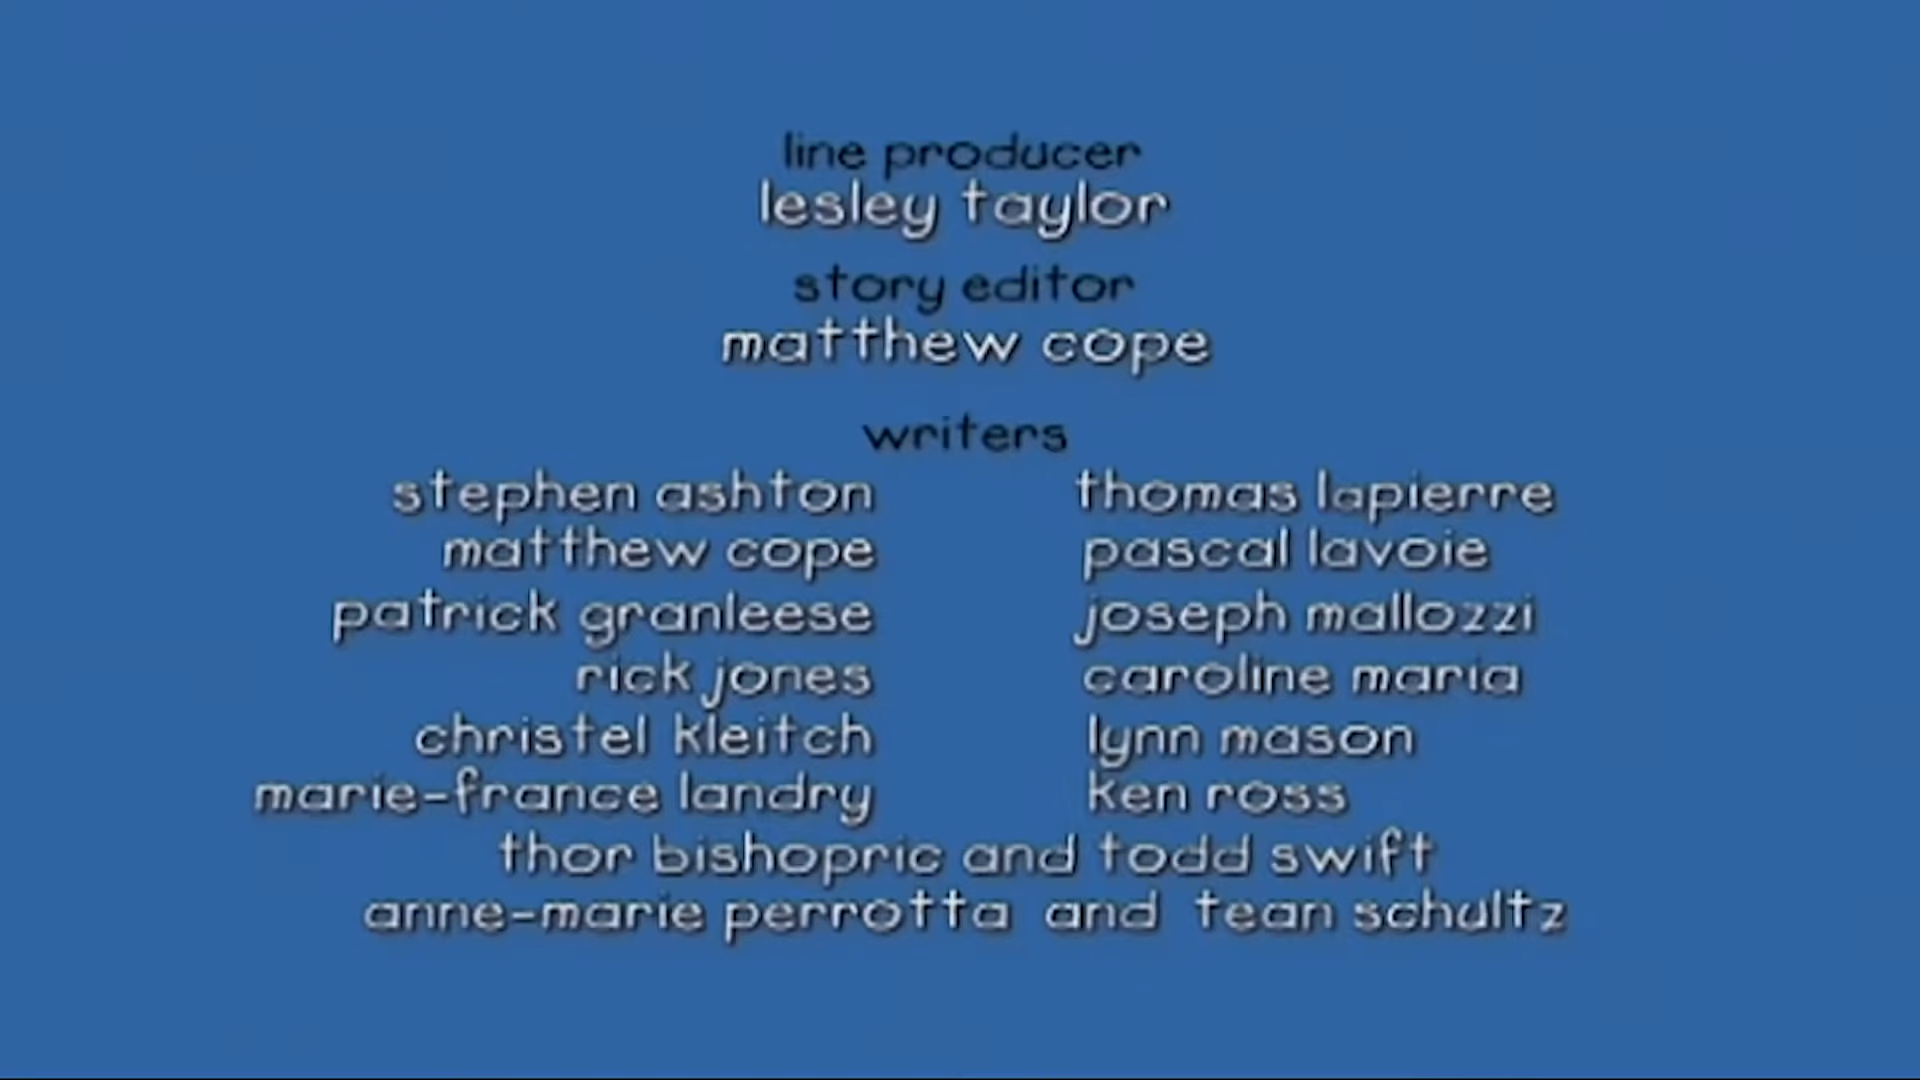 line producer
lesley taylor
story editor
matthew cope
writers
stephen ashton thomas lapierre
matthew cope pascal lavoie
patrick granleese joseph mallozzi
rick jones caroline maria
christel kleitch lynn mason
marie-france landry ken ross
thor bishopric and todd swift
anne-marie perrotta and tean schultz